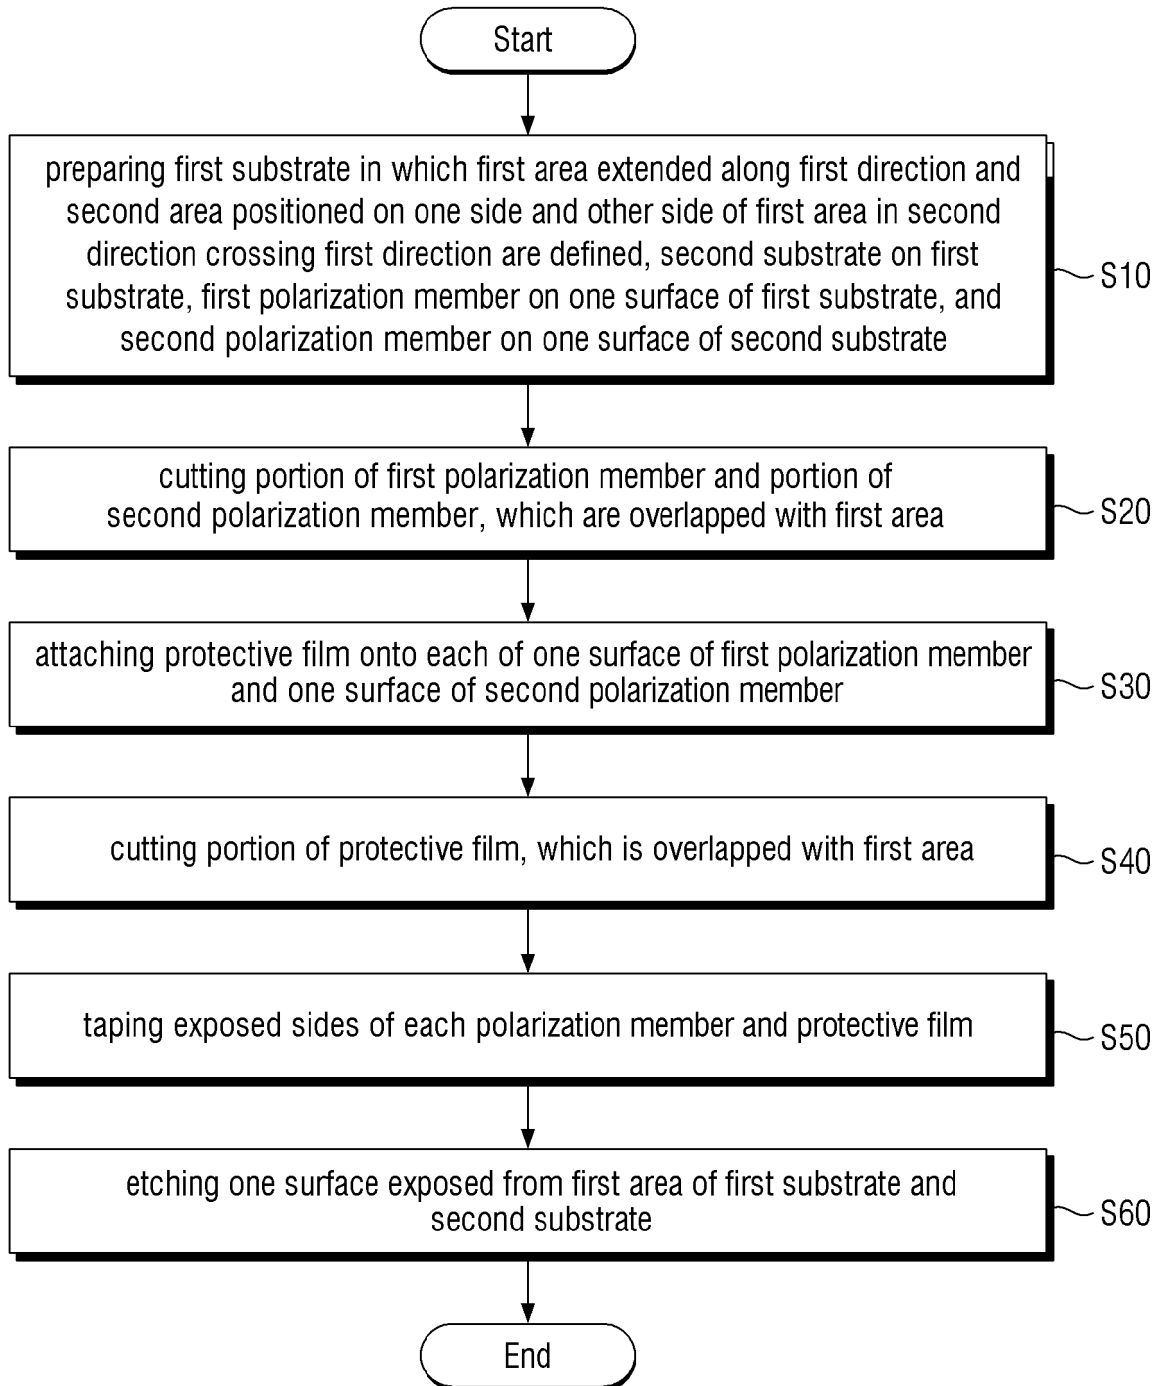 Start
preparing first substrate in which first area extended along first direction and
second area positioned on one side and other side of first area in second
direction crossing first direction are defined, second substrate on first
substrate, first polarization member on one surface of first substrate, and
second polarization member on one surface of second substrate
S10
cutting portion of first polarization member and portion of
second polarization member, which are overlapped with first area
S20
attaching protective film onto each of one surface of first polarization member
and one surface of second polarization member
S30
cutting portion of protective film, which is overlapped with first area
S40
taping exposed sides of each polarization member and protective film
S50
etching one surface exposed from first area of first substrate and
second substrate
S60
End